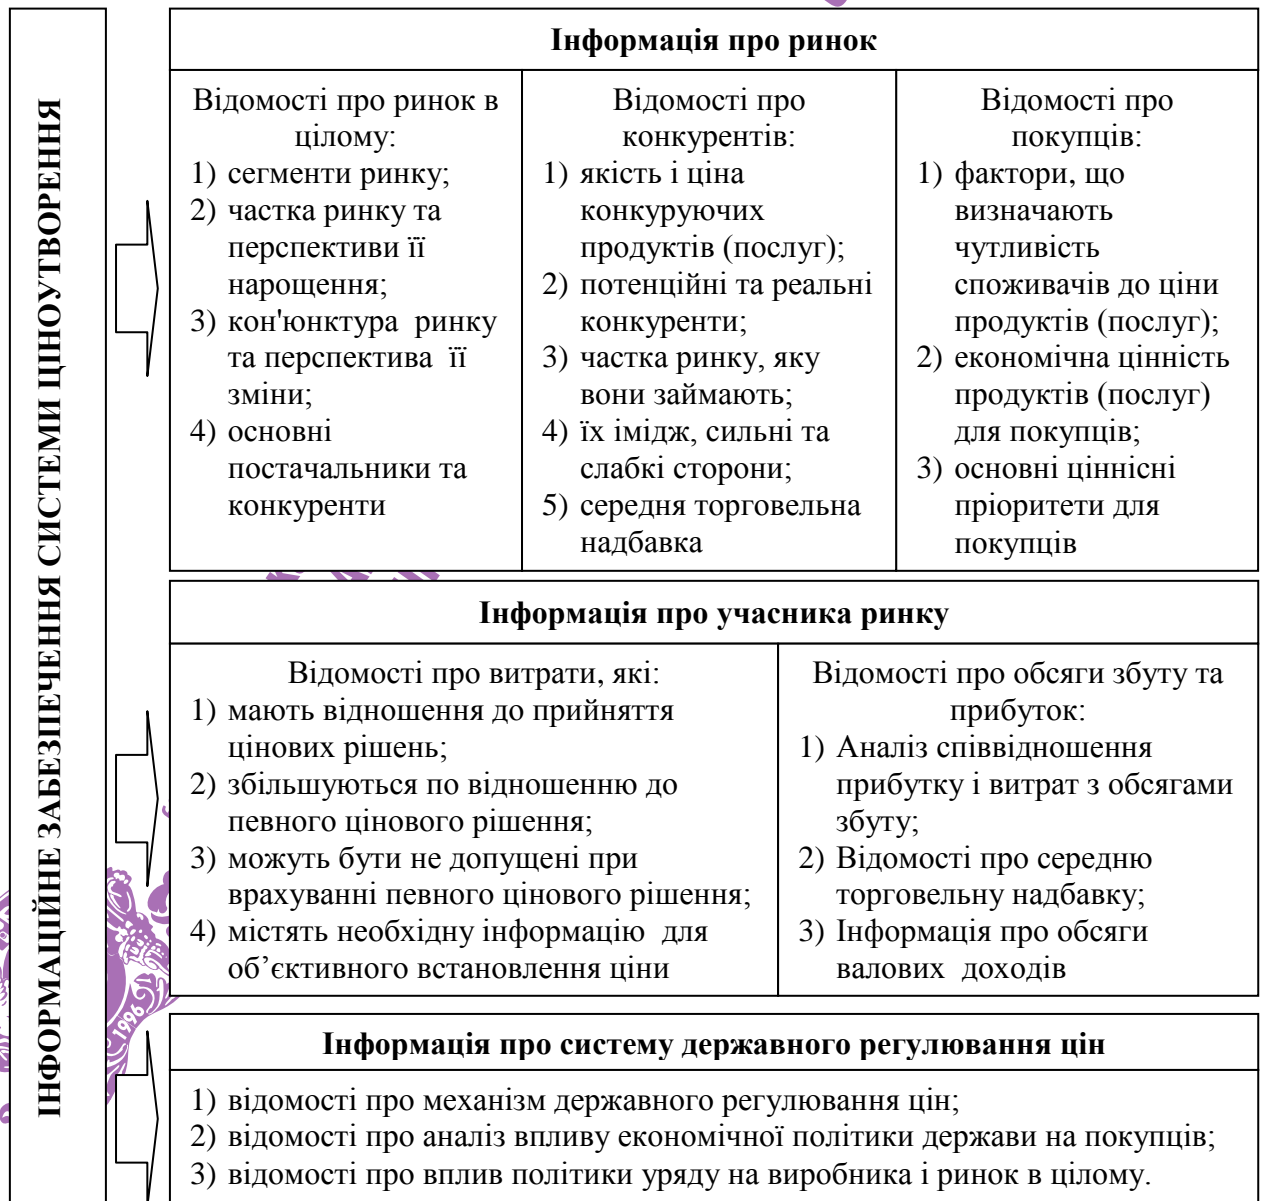 ІНФОРМАЦІЙНЕ ЗАБЕЗПЕЧЕННЯ СИСТЕМИ ЦІНОУТВОРЕННЯ
Інформація про ринок
Відомості про ринок в
цілому:
1) сегменти ринку;
2) частка ринку та
перспективи її
нарощення;
3) кон'юнктура ринку
та перспектива її
зміни;
4) основні
постачальники та
конкуренти
Відомості про
конкурентів:
1) якість і ціна
конкуруючих
продуктів (послуг);
2) потенційні та реальні
конкуренти;
3) частка ринку, яку
вони займають;
4) їх імідж, сильні та
слабкі сторони;
5) середня торговельна
надбавка
Відомості про
покупців:
1) фактори, що
визначають
чутливість
споживачів до ціни
продуктів (послуг);
2) економічна цінність
продуктів (послуг)
для покупців;
3) основні ціннісні
пріоритети для
покупців
Інформація про учасника ринку
Відомості про витрати, які:
1) мають відношення до прийняття
цінових рішень;
2) збільшуються по відношенню до
певного цінового рішення;
3) можуть бути не допущені при
врахуванні певного цінового рішення;
4) містять необхідну інформацію для
об’єктивного встановлення ціни
Відомості про обсяги збуту та
прибуток:
1) Аналіз співвідношення
прибутку і витрат з обсягами
збуту;
2) Відомості про середню
торговельну надбавку;
3) Інформація про обсяги
валових доходів
Інформація про систему державного регулювання цін
1) відомості про механізм державного регулювання цін;
2) відомості про аналіз впливу економічної політики держави на покупців;
3) відомості про вплив політики уряду на виробника і ринок в цілому.
1996